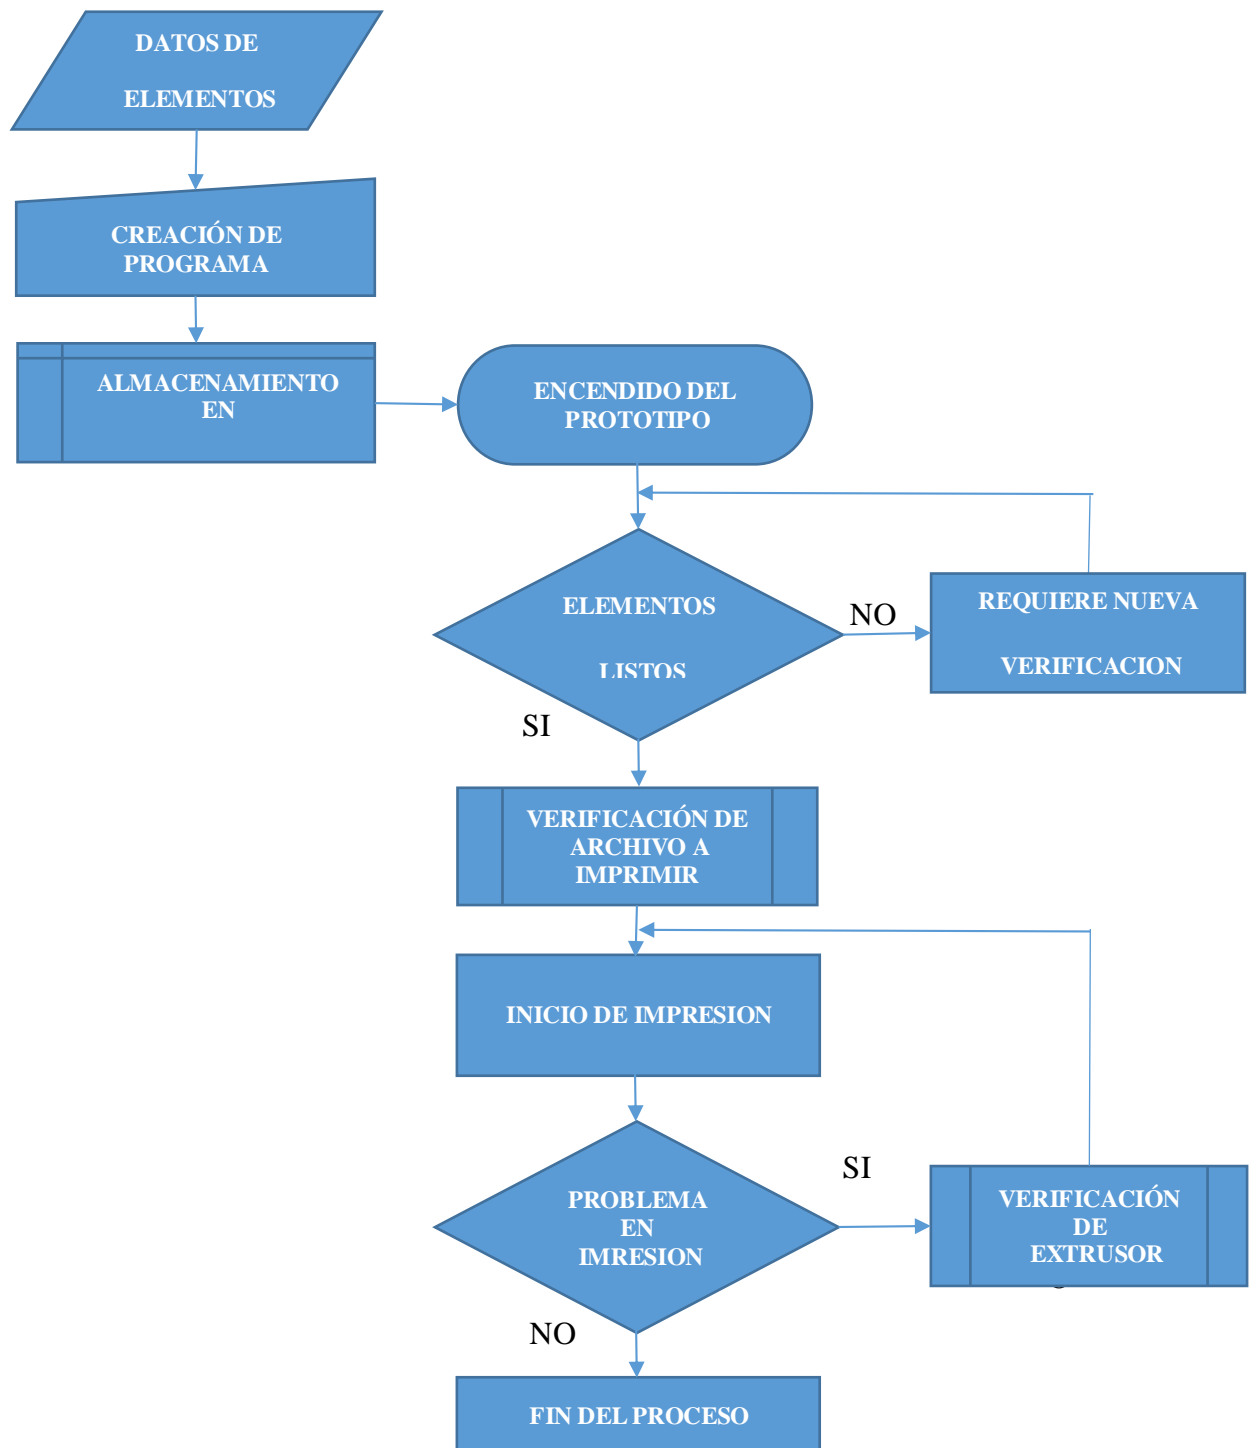 DATOS DE
ELEMENTOS
CREACIÓN DE
PROGRAMA
ALMACENAMIENTO
EN
ENCENDIDO DEL
PROTOTIPO
ELEMENTOS
LISTOS
NO
REQUIERE NUEVA
VERIFICACION
SI
VERIFICACIÓN DE
ARCHIVO A
IMPRIMIR
INICIO DE IMPRESION
PROBLEMA
EN
IMRESION
SI
VERIFICACIÓN
DE
EXTRUSOR
NO
FIN DEL PROCESO